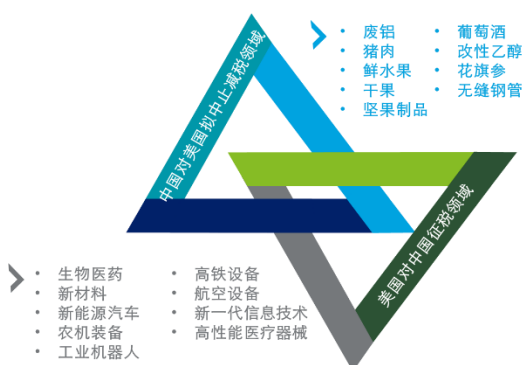 废铝
猪肉
鲜水果
干果
坚果制品
葡萄酒
改性乙醇
花旗参
无缝钢管
中国对美国拟中止减税领域
美国对中国征税领域
生物医药
新材料
新能源汽车
农机装备
工业机器人
高铁设备
航空设备
新一代信息技术
高性能医疗器械